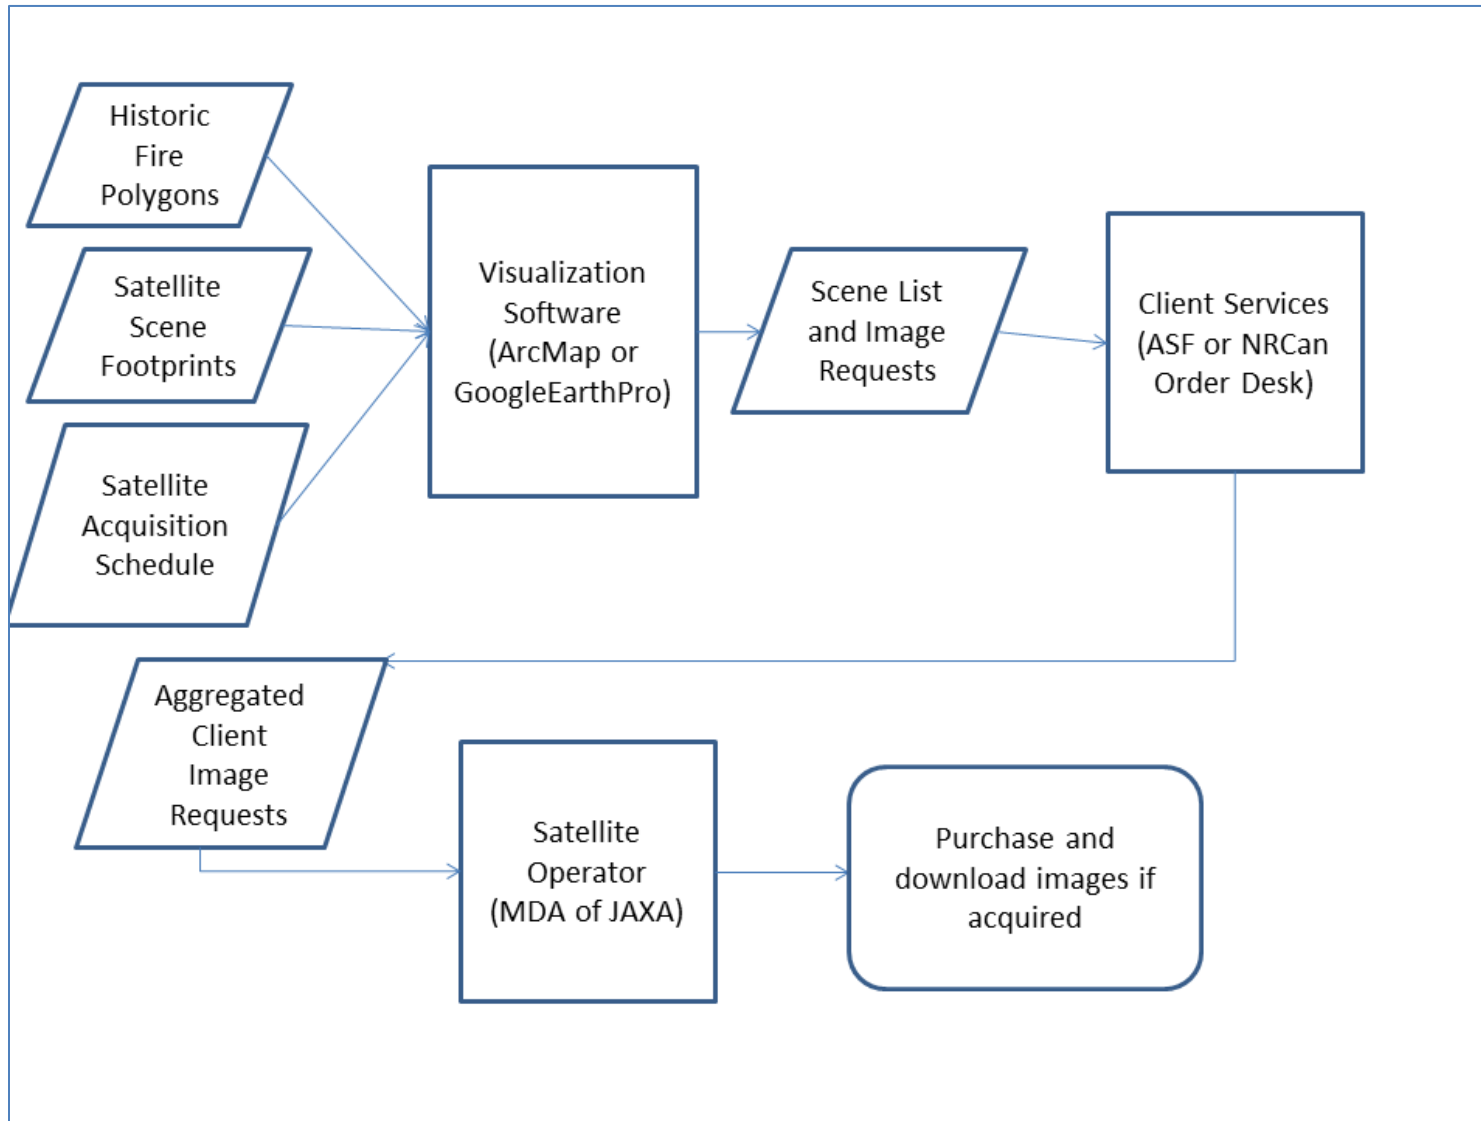 Historic
Fire
Polygons
Satellite
Scene
Footprints
Satellite
Acquisition
Schedule
Visualization
Software
(ArcMap or
GoogleEarthPro)
Scene List
and Image
Requests
Client Services
(ASF or NRCan
Order Desk)
Aggregated
Client
Image
Requests
Satellite
Operator
(MDA of JAXA)
Purchase and
download images if
acquired